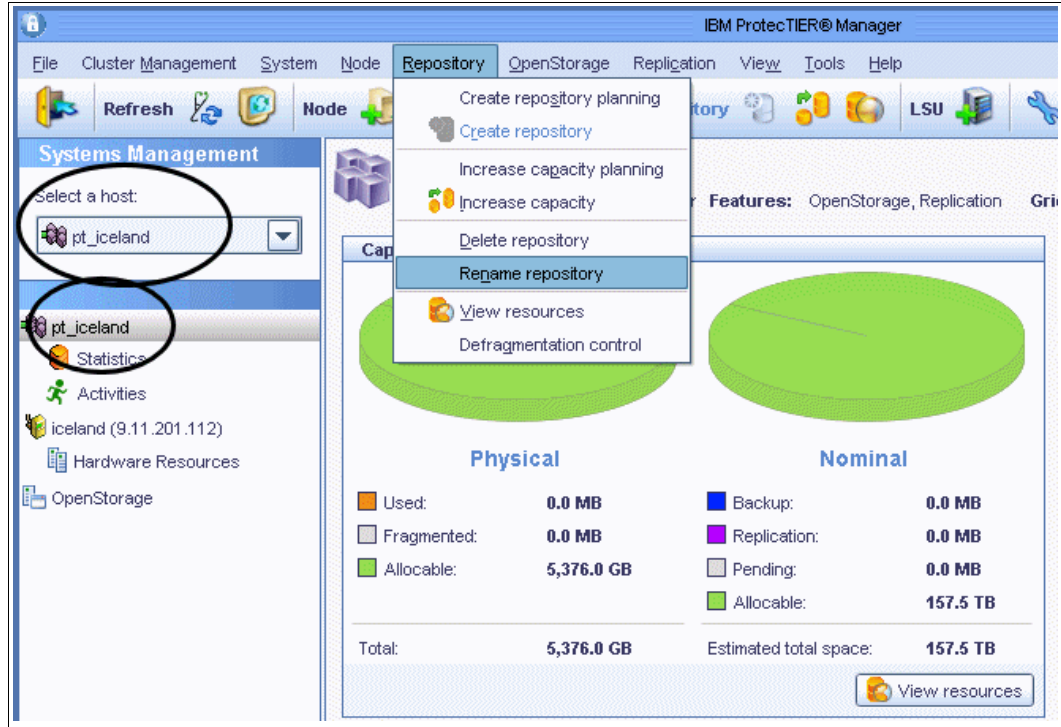 IBM ProtecTIER® Manager
File Cluster Management System Node Repository OpenStorage Replication View Tools Help
Refresh Node LSU
Create repository planning
Create repository
Increase capacity planning
Increase capacity
Delete repository
Rename repository
View resources
Defragmentation control
Systems Management
Select a host:
pt_iceland
pt_iceland
Statistics
Activities
iceland (9.11.201.112)
Hardware Resources
OpenStorage
Features: OpenStorage, Replication
Physical
Used: 0.0 MB
Fragmented: 0.0 MB
Allocable: 5,376.0 GB
Total: 5,376.0 GB
Nominal
Backup: 0.0 MB
Replication: 0.0 MB
Pending: 0.0 MB
Allocable: 157.5 TB
Estimated total space: 157.5 TB
View resources